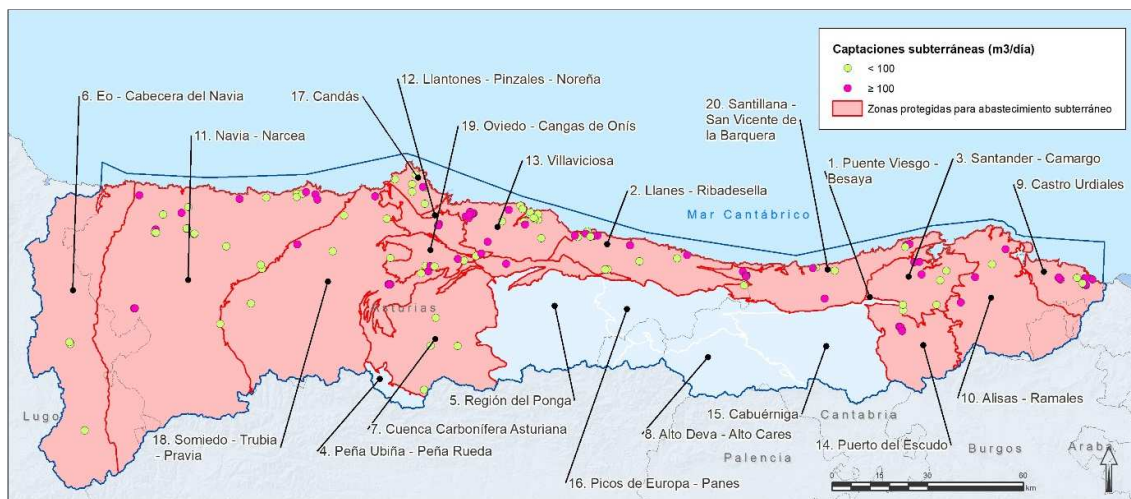 Captaciones subterráneas (m3/día)
< 100
≥ 100
Zonas protegidas para abastecimiento subterráneo
12. Llantones - Pinzales - Noreña
6. Eo - Cabecera del Navia
17. Candás
11. Navia - Narcea
19. Oviedo - Cangas de Onís
13. Villaviciosa
2. Llanes - Ribadesella
20. Santillana -
San Vicente de
la Barquera
1. Puente Viesgo -
Besaya
3. Santander - Camargo
9. Castro Urdiales
Mar Cantábrico
Asturias
5. Región del Ponga
Lugo
18. Somiedo - Trubia
- Pravia
7. Cuenca Carbonífera Asturiana
4. Peña Ubiña - Peña Rueda
16. Picos de Europa - Panes
8. Alto Deva - Alto Cares
Palencia
15. Cabuérniga
Cantabria
14. Puerto del Escudo
10. Alisas - Ramales
Burgos
Araba
0 15 30 60
km